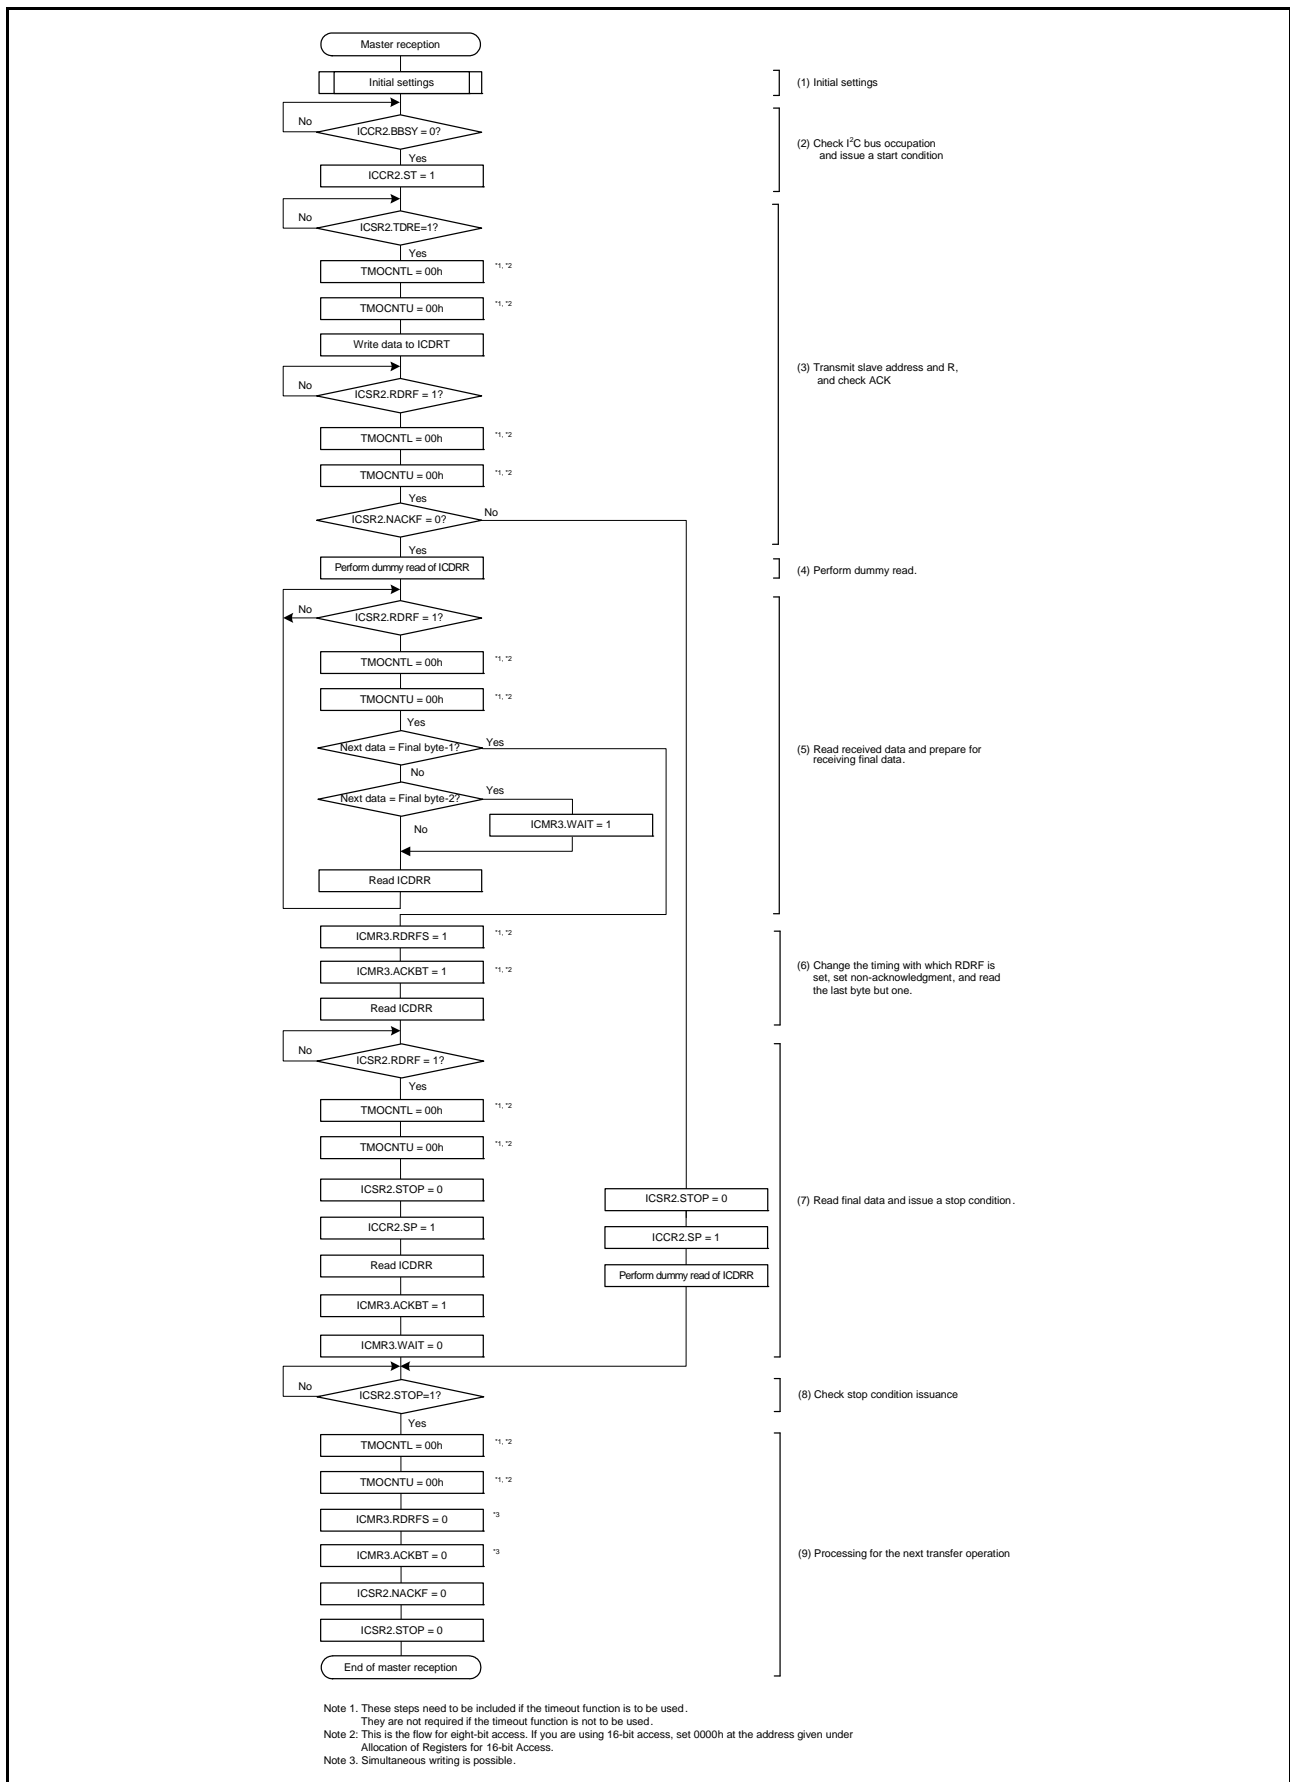 Master reception
Initial settings
(1) Initial settings
No
ICCR2.BBSY = 0?
Yes
ICCR2.ST = 1
(2) Check I²C bus occupation
and issue a start condition
No
ICSR2.TDRE=1?
Yes
TMOCNTL = 00h
*1, *2
TMOCNTU = 00h
*1, *2
Write data to ICDRT
No
ICSR2.RDRF = 1?
(3) Transmit slave address and R,
and check ACK
TMOCNTL = 00h
*1, *2
TMOCNTU = 00h
*1, *2
Yes
ICSR2.NACKF = 0?
No
Yes
Perform dummy read of ICDRR
(4) Perform dummy read.
No
ICSR2.RDRF = 1?
TMOCNTL = 00h
*1, *2
TMOCNTU = 00h
*1, *2
Yes
Next data = Final byte-1?
Yes
No
(5) Read received data and prepare for
receiving final data.
Next data = Final byte-2?
Yes
ICMR3.WAIT = 1
No
Read ICDRR
ICMR3.RDRFS = 1
*1, *2
ICMR3.ACKBT = 1
*1, *2
Read ICDRR
(6) Change the timing with which RDRF is
set, set non-acknowledgment, and read
the last byte but one.
No
ICSR2.RDRF = 1?
Yes
TMOCNTL = 00h
*1, *2
TMOCNTU = 00h
*1, *2
ICSR2.STOP = 0
ICCR2.SP = 1
Read ICDRR
ICMR3.ACKBT = 1
ICMR3.WAIT = 0
ICSR2.STOP = 0
ICCR2.SP = 1
Perform dummy read of ICDRR
(7) Read final data and issue a stop condition.
No
ICSR2.STOP=1?
Yes
(8) Check stop condition issuance
TMOCNTL = 00h
*1, *2
TMOCNTU = 00h
*1, *2
ICMR3.RDRFS = 0
*3
ICMR3.ACKBT = 0
*3
ICSR2.NACKF = 0
ICSR2.STOP = 0
(9) Processing for the next transfer operation
End of master reception
Note 1. These steps need to be included if the timeout function is to be used.
They are not required if the timeout function is not to be used.
Note 2: This is the flow for eight-bit access. If you are using 16-bit access, set 0000h at the address given under
Allocation of Registers for 16-bit Access.
Note 3. Simultaneous writing is possible.